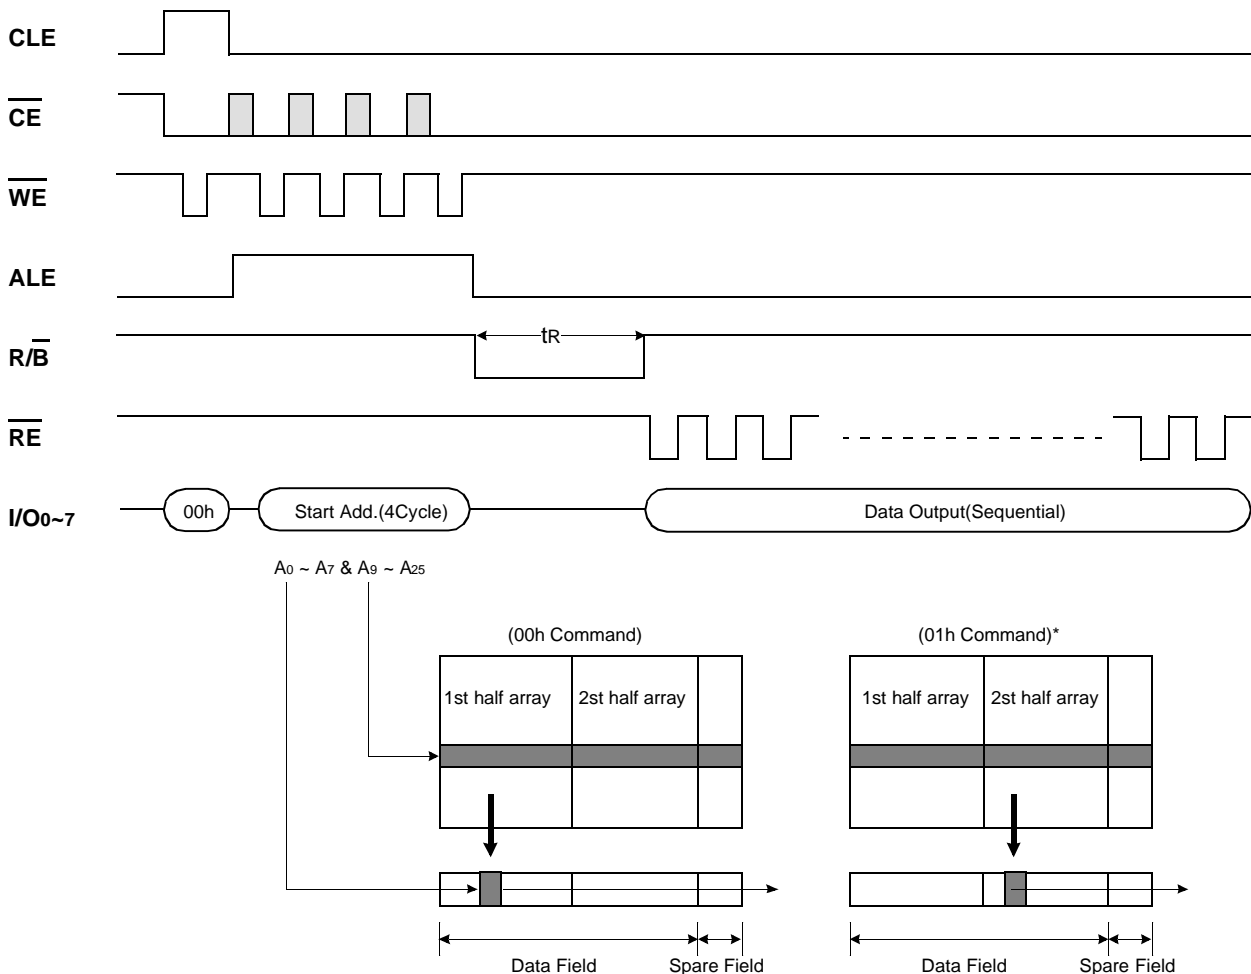 CLE
CE
WE
ALE
R/B
tR
RE
I/O0~7
00h
Start Add.(4Cycle)
Data Output(Sequential)
A0 ~ A7 & A9 ~ A25
(00h Command)
(01h Command)*
1st half array
2st half array
1st half array
2st half array
Data Field
Spare Field
Data Field
Spare Field